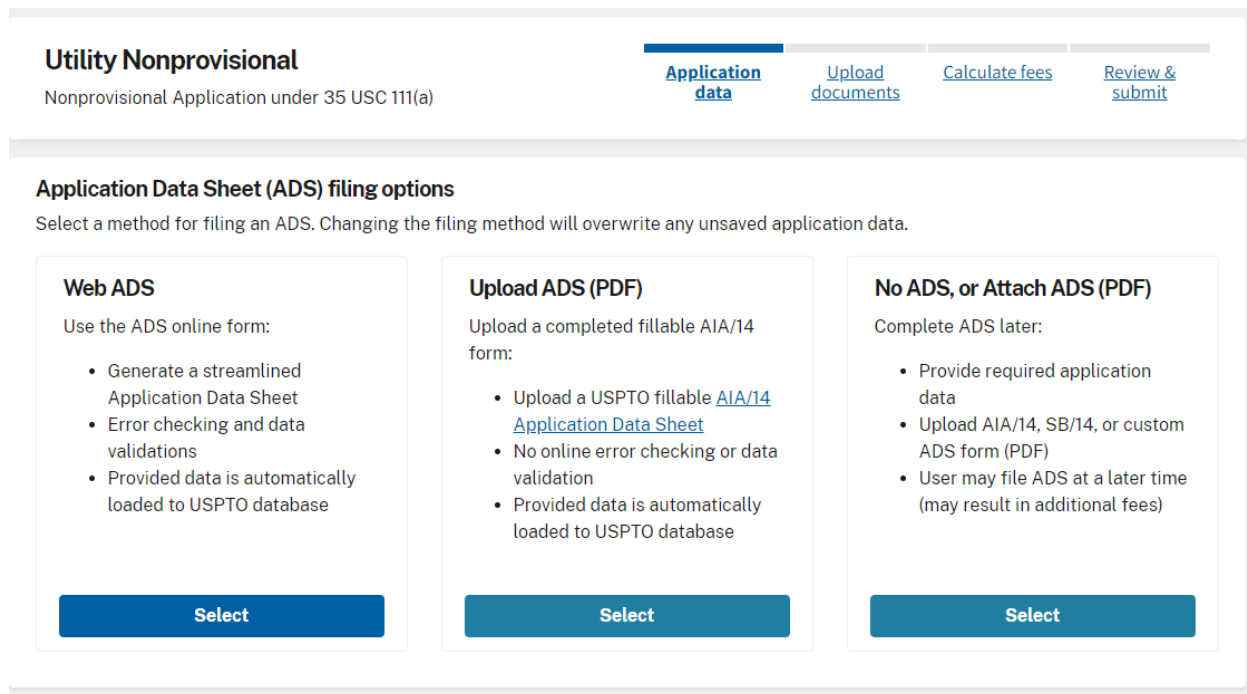 Utility Nonprovisional
Nonprovisional Application under 35 USC 111(a)
Application
data
Upload
documents
Calculate fees
Review &
submit
Application Data Sheet (ADS) filing options
Select a method for filing an ADS. Changing the filing method will overwrite any unsaved application data.
Web ADS
Use the ADS online form:
• Generate a streamlined
Application Data Sheet
• Error checking and data
validations
• Provided data is automatically
loaded to USPTO database
Select
Upload ADS (PDF)
Upload a completed fillable AIA/14
form:
• Upload a USPTO fillable AIA/14
Application Data Sheet
• No online error checking or data
validation
• Provided data is automatically
loaded to USPTO database
Select
No ADS, or Attach ADS (PDF)
Complete ADS later:
• Provide required application
data
• Upload AIA/14, SB/14, or custom
ADS form (PDF)
• User may file ADS at a later time
(may result in additional fees)
Select